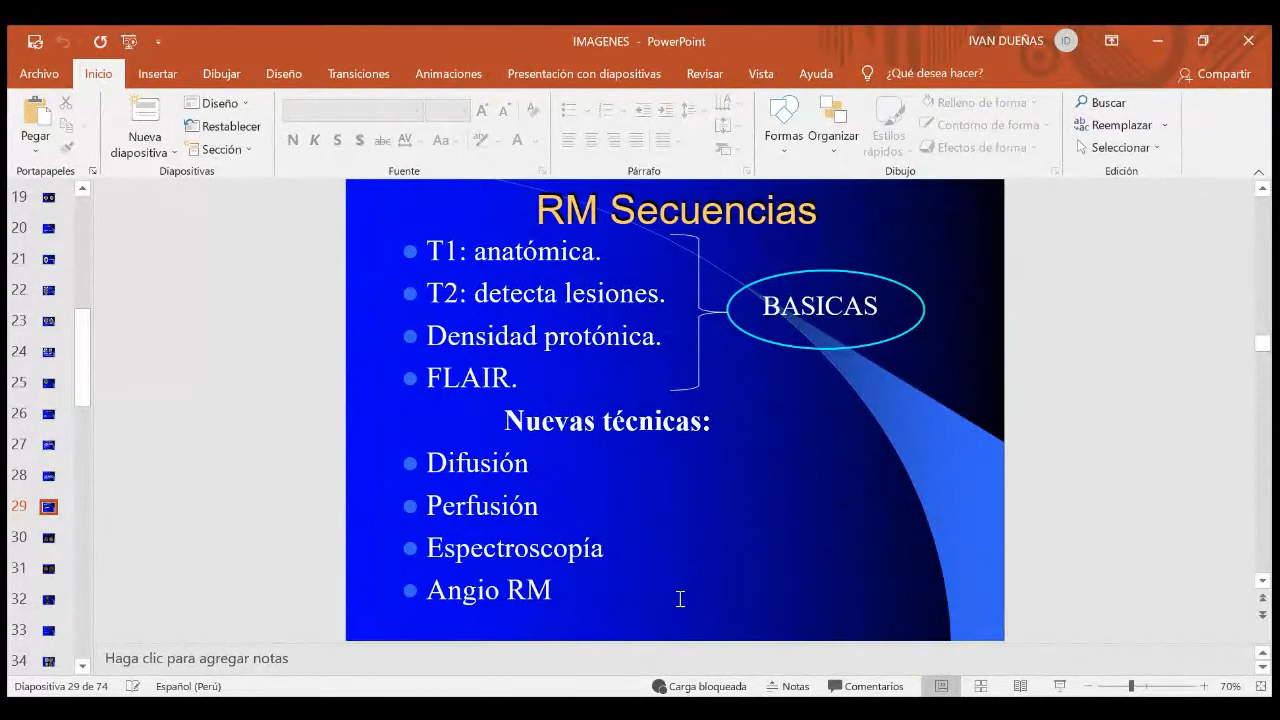 IMAGENES - PowerPoint
IVAN DUEÑAS
ID
Archivo
Inicio
Insertar
Dibujar
Diseño
Transiciones
Animaciones
Presentación con diapositivas
Revisar
Vista
Ayuda
¿Qué desea hacer?
Compartir
Pegar
Nueva
diapositiva
Diseño
Restablecer
Sección
N K S S abc AV Aa A
Formas
Organizar
Estilos
rápidos
Relleno de forma
Contorno de forma
Efectos de forma
Buscar
Reemplazar
Seleccionar
Portapapeles
Diapositivas
Fuente
Párrafo
Dibujo
Edición
19
20
21
22
23
24
25
26
27
28
29
30
31
32
33
34
RM Secuencias
T1: anatómica.
T2: detecta lesiones.
Densidad protónica.
FLAIR.
BASICAS
Nuevas técnicas:
Difusión
Perfusión
Espectroscopía
Angio RM
Haga clic para agregar notas
Diapositiva 29 de 74
Español (Perú)
Carga bloqueada
Notas
Comentarios
70%